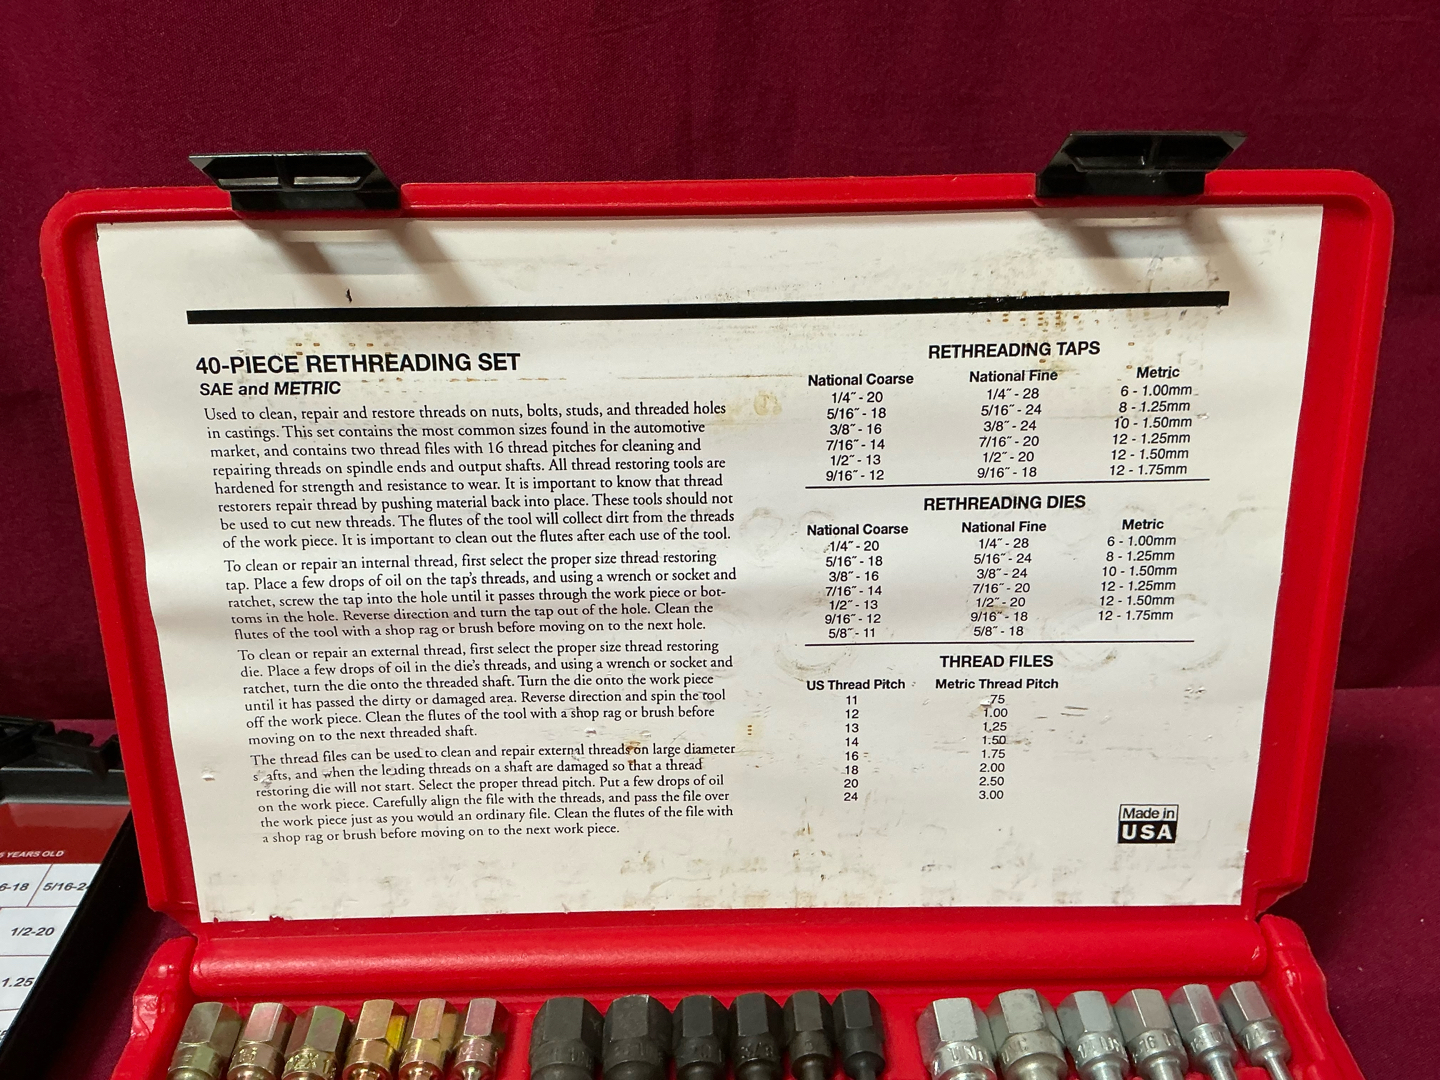 40-PIECE RETHREADING SET
SAE and METRIC
Used to clean, repair and restore threads on nuts, bolts, studs, and threaded holes
in castings. This set contains the most common sizes found in the automotive
market, and contains two thread files with 16 thread pitches for cleaning and
repairing threads on spindle ends and output shafts. All thread restoring tools are
hardened for strength and resistance to wear. It is important to know that thread
restorers repair thread by pushing material back into place. These tools should not
be used to cut new threads. The flutes of the tool will collect dirt from the threads
of the work piece. It is important to clean out the flutes after each use of the tool.
To clean or repair an internal thread, first select the proper size thread restoring
tap. Place a few drops of oil on the tap's threads, and using a wrench or socket and
ratchet, screw the tap into the hole until it passes through the work piece or bot-
toms in the hole. Reverse direction and turn the tap out of the hole. Clean the
flutes of the tool with a shop rag or brush before moving on to the next hole.
To clean or repair an external thread, first select the proper size thread restoring
die. Place a few drops of oil in the die's threads, and using a wrench or socket and
ratchet, turn the die onto the threaded shaft. Turn the die onto the work piece
until it has passed the dirty or damaged area. Reverse direction and spin the tool
off the work piece. Clean the flutes of the tool with a shop rag or brush before
moving on to the next threaded shaft.
The thread files can be used to clean and repair external threads on large diameter
s afts, and when the leading threads on a shaft are damaged so that a thread
restoring die will not start. Select the proper thread pitch. Put a few drops of oil
on the work piece. Carefully align the file with the threads, and pass the file over
the work piece just as you would an ordinary file. Clean the flutes of the file with
a shop rag or brush before moving on to the next work piece.
RETHREADING TAPS
National Coarse National Fine Metric
1/4″ - 20 1/4″ - 28 6 - 1.00mm
5/16″ - 18 5/16″ - 24 8 - 1.25mm
3/8″ - 16 3/8″ - 24 10 - 1.50mm
7/16″ - 14 7/16″ - 20 12 - 1.25mm
1/2″ - 13 1/2″ - 20 12 - 1.50mm
9/16″ - 12 9/16″ - 18 12 - 1.75mm
RETHREADING DIES
National Coarse National Fine Metric
1/4″ - 20 1/4″ - 28 6 - 1.00mm
5/16″ - 18 5/16″ - 24 8 - 1.25mm
3/8″ - 16 3/8″ - 24 10 - 1.50mm
7/16″ - 14 7/16″ - 20 12 - 1.25mm
1/2″ - 13 1/2″ - 20 12 - 1.50mm
9/16″ - 12 9/16″ - 18 12 - 1.75mm
5/8″ - 11 5/8″ - 18
THREAD FILES
US Thread Pitch Metric Thread Pitch
11 .75
12 1.00
13 1.25
14 1.50
16 1.75
18 2.00
20 2.50
24 3.00
Made in
USA
YEARS OLD
6-18 5/16-2
1/2-20
1.25